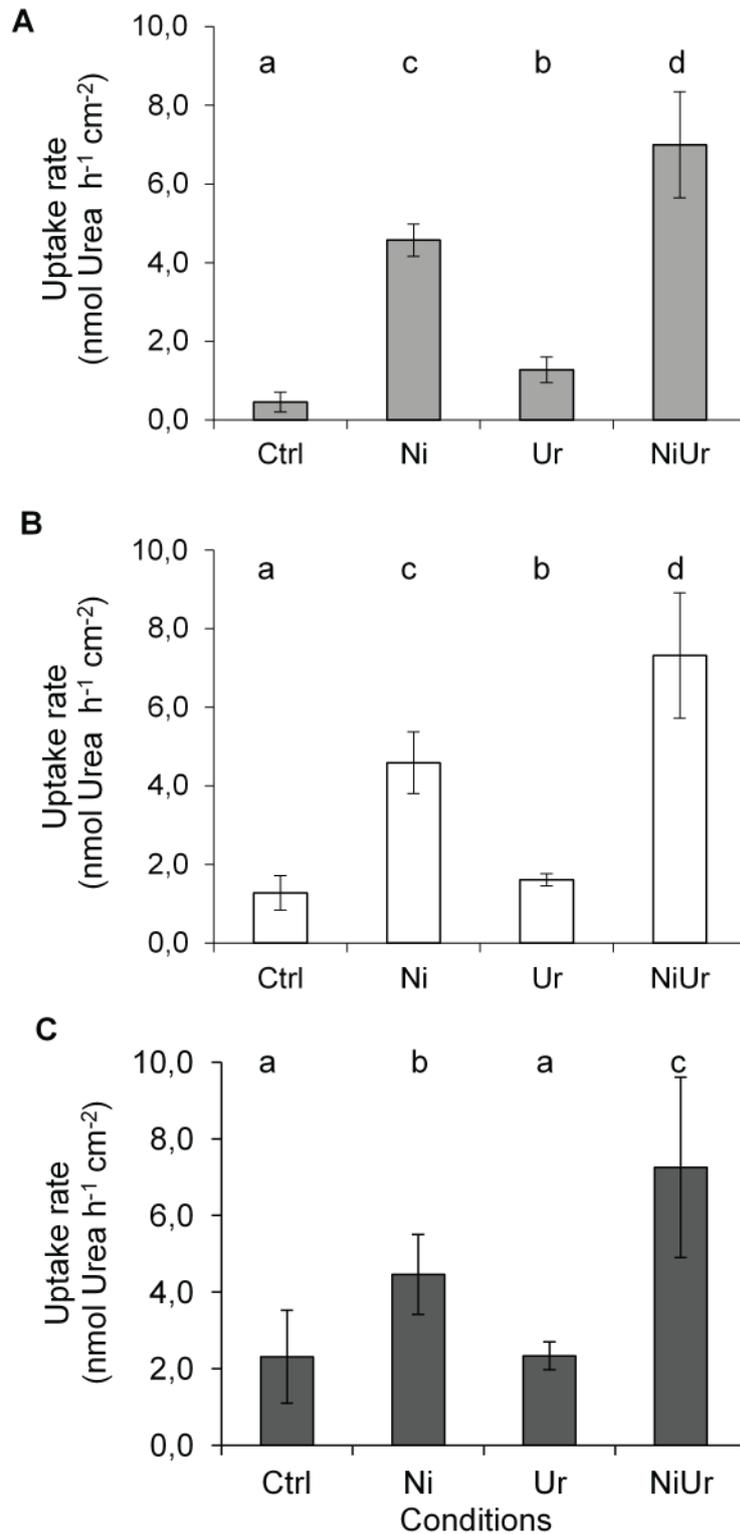 A
10,0
a c b d
8,0
6,0
4,0
2,0
0,0
Uptake rate
(nmol Urea h-1 cm-2)
Ctrl Ni Ur NiUr
B
10,0
a c b d
8,0
6,0
4,0
2,0
0,0
Uptake rate
(nmol Urea h-1 cm-2)
Ctrl Ni Ur NiUr
C
10,0
a b a c
8,0
6,0
4,0
2,0
0,0
Uptake rate
(nmol Urea h-1 cm-2)
Ctrl Ni Ur NiUr
Conditions